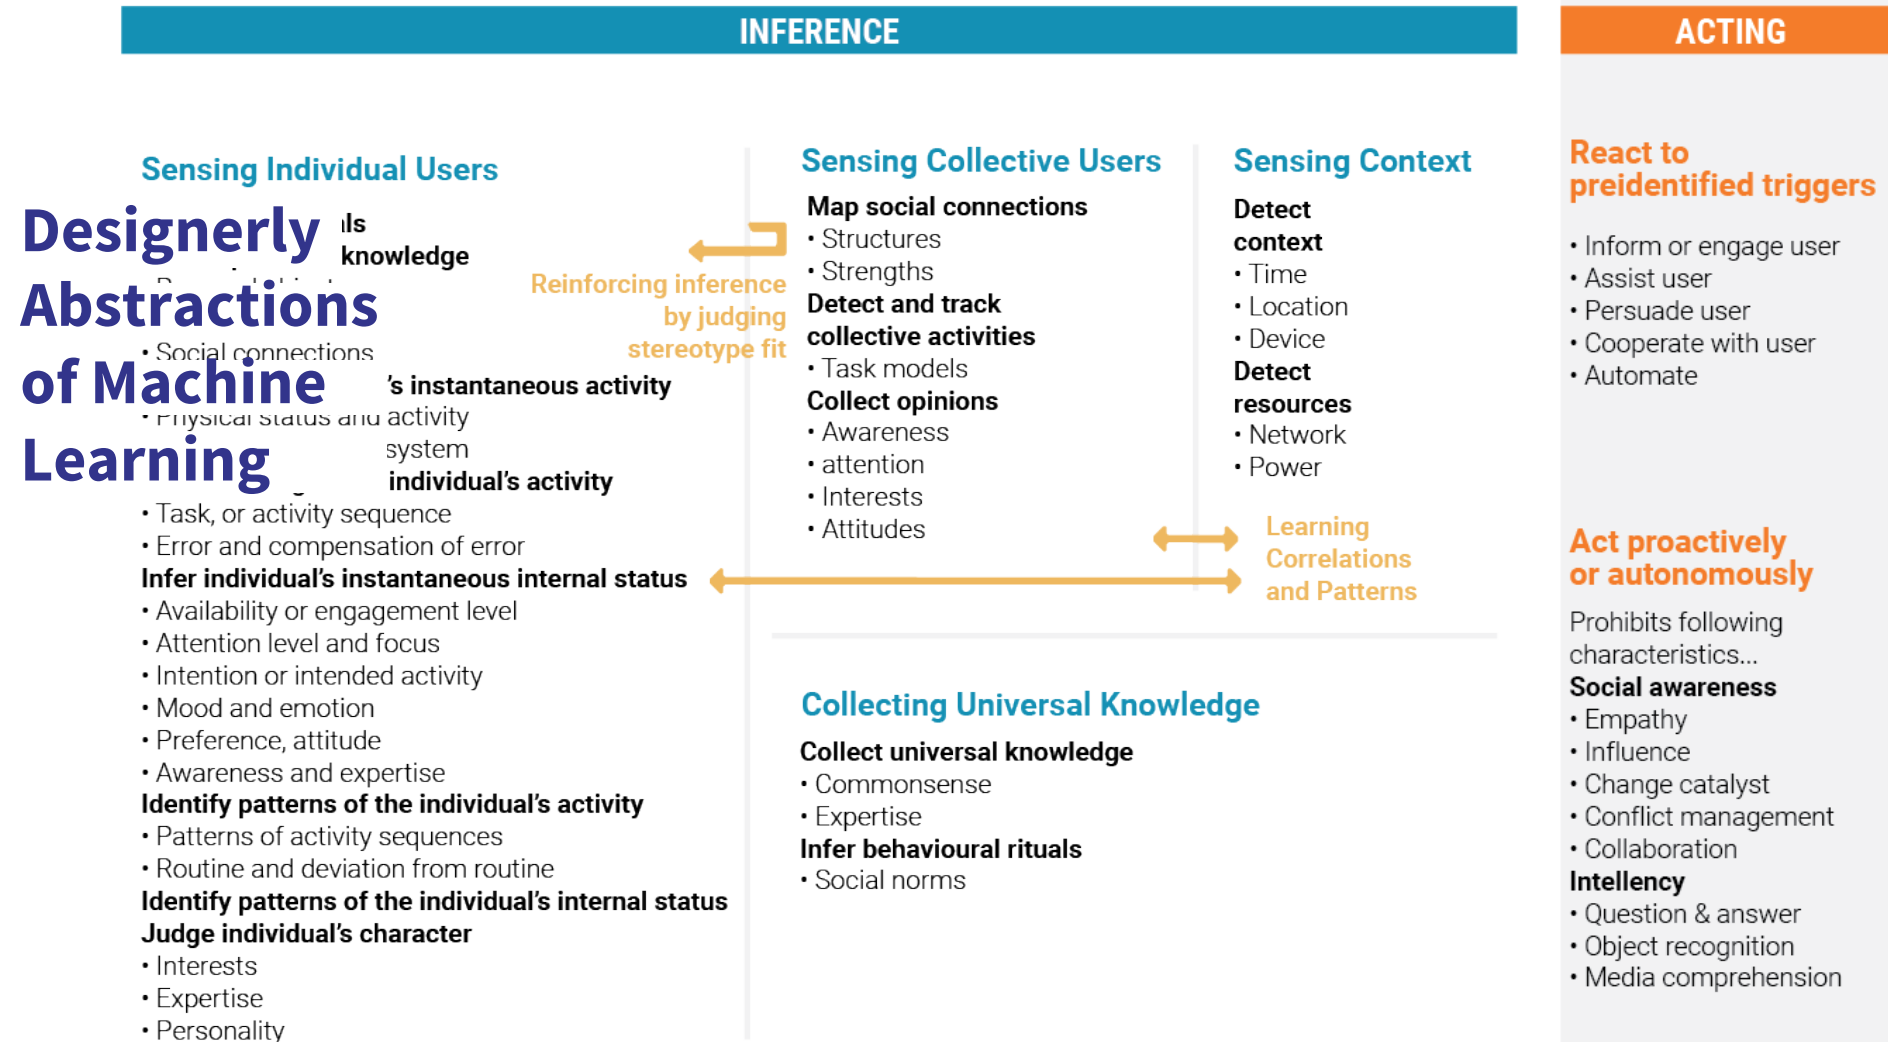 INFERENCE
ACTING
Designerly
Abstractions
of Machine
Learning
Sensing Individual Users
knowledge
• Social connections
's instantaneous activity
• Physical status and activity
system
individual's activity
• Task, or activity sequence
• Error and compensation of error
Infer individual's instantaneous internal status
• Availability or engagement level
• Attention level and focus
• Intention or intended activity
• Mood and emotion
• Preference, attitude
• Awareness and expertise
Identify patterns of the individual's activity
• Patterns of activity sequences
• Routine and deviation from routine
Identify patterns of the individual's internal status
Judge individual's character
• Interests
• Expertise
• Personality
Reinforcing inference
by judging
stereotype fit
Sensing Collective Users
Map social connections
• Structures
• Strengths
Detect and track
collective activities
• Task models
Collect opinions
• Awareness
• attention
• Interests
• Attitudes
Sensing Context
Detect
context
• Time
• Location
• Device
Detect
resources
• Network
• Power
Learning
Correlations
and Patterns
Collecting Universal Knowledge
Collect universal knowledge
• Commonsense
• Expertise
Infer behavioural rituals
• Social norms
React to
preidentified triggers
• Inform or engage user
• Assist user
• Persuade user
• Cooperate with user
• Automate
Act proactively
or autonomously
Prohibits following
characteristics...
Social awareness
• Empathy
• Influence
• Change catalyst
• Conflict management
• Collaboration
Intellency
• Question & answer
• Object recognition
• Media comprehension